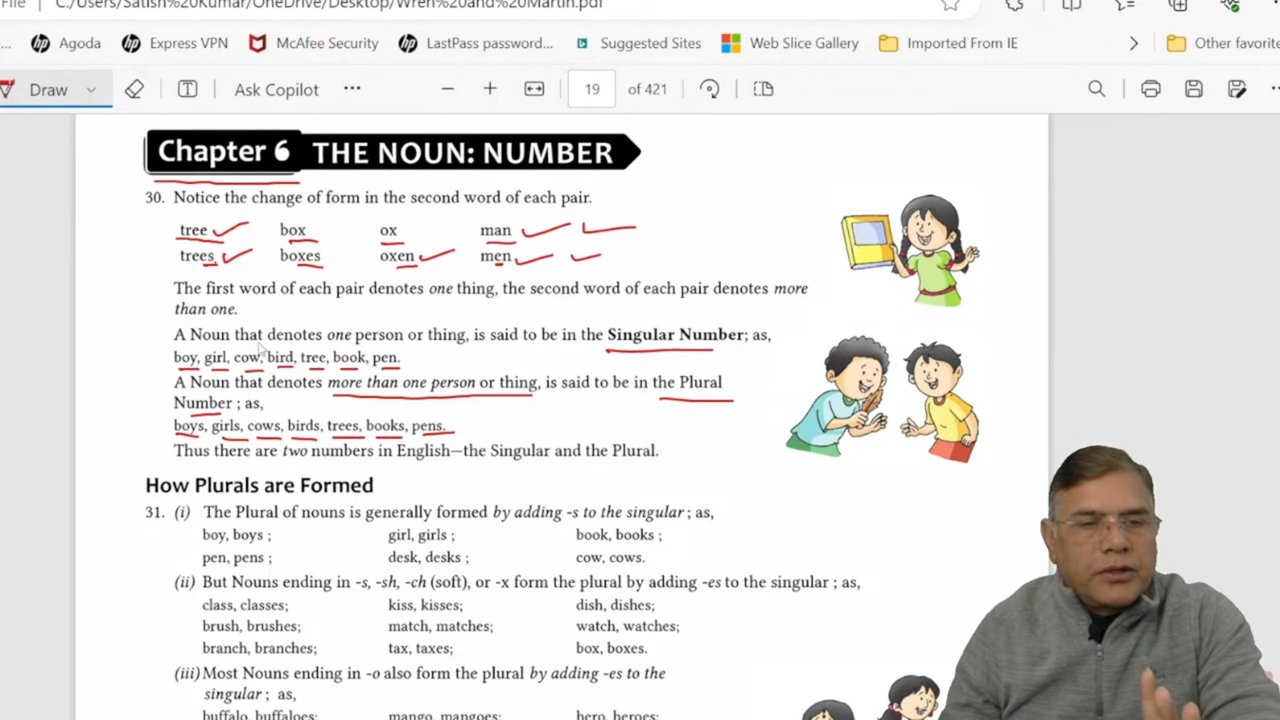 File C:/Users/Satish%20Kumar/OneDrive/Desktop/Wren%20and%20Martin.pdf
Agoda Express VPN McAfee Security LastPass password... Suggested Sites Web Slice Gallery Imported From IE Other favorite
Draw Ask Copilot ... 19 of 421
Chapter 6 THE NOUN: NUMBER
30. Notice the change of form in the second word of each pair.
tree box ox man
trees boxes oxen men
The first word of each pair denotes one thing, the second word of each pair denotes more
than one.
A Noun that denotes one person or thing, is said to be in the Singular Number; as,
boy, girl, cow, bird, tree, book, pen.
A Noun that denotes more than one person or thing, is said to be in the Plural
Number ; as,
boys, girls, cows, birds, trees, books, pens.
Thus there are two numbers in English—the Singular and the Plural.
How Plurals are Formed
31. (i) The Plural of nouns is generally formed by adding -s to the singular ; as,
boy, boys ; girl, girls ; book, books ;
pen, pens ; desk, desks ; cow, cows.
(ii) But Nouns ending in -s, -sh, -ch (soft), or -x form the plural by adding -es to the singular ; as,
class, classes; kiss, kisses; dish, dishes;
brush, brushes; match, matches; watch, watches;
branch, branches; tax, taxes; box, boxes.
(iii) Most Nouns ending in -o also form the plural by adding -es to the
singular ; as,
buffalo, buffaloes; mango, mangoes; hero, heroes;